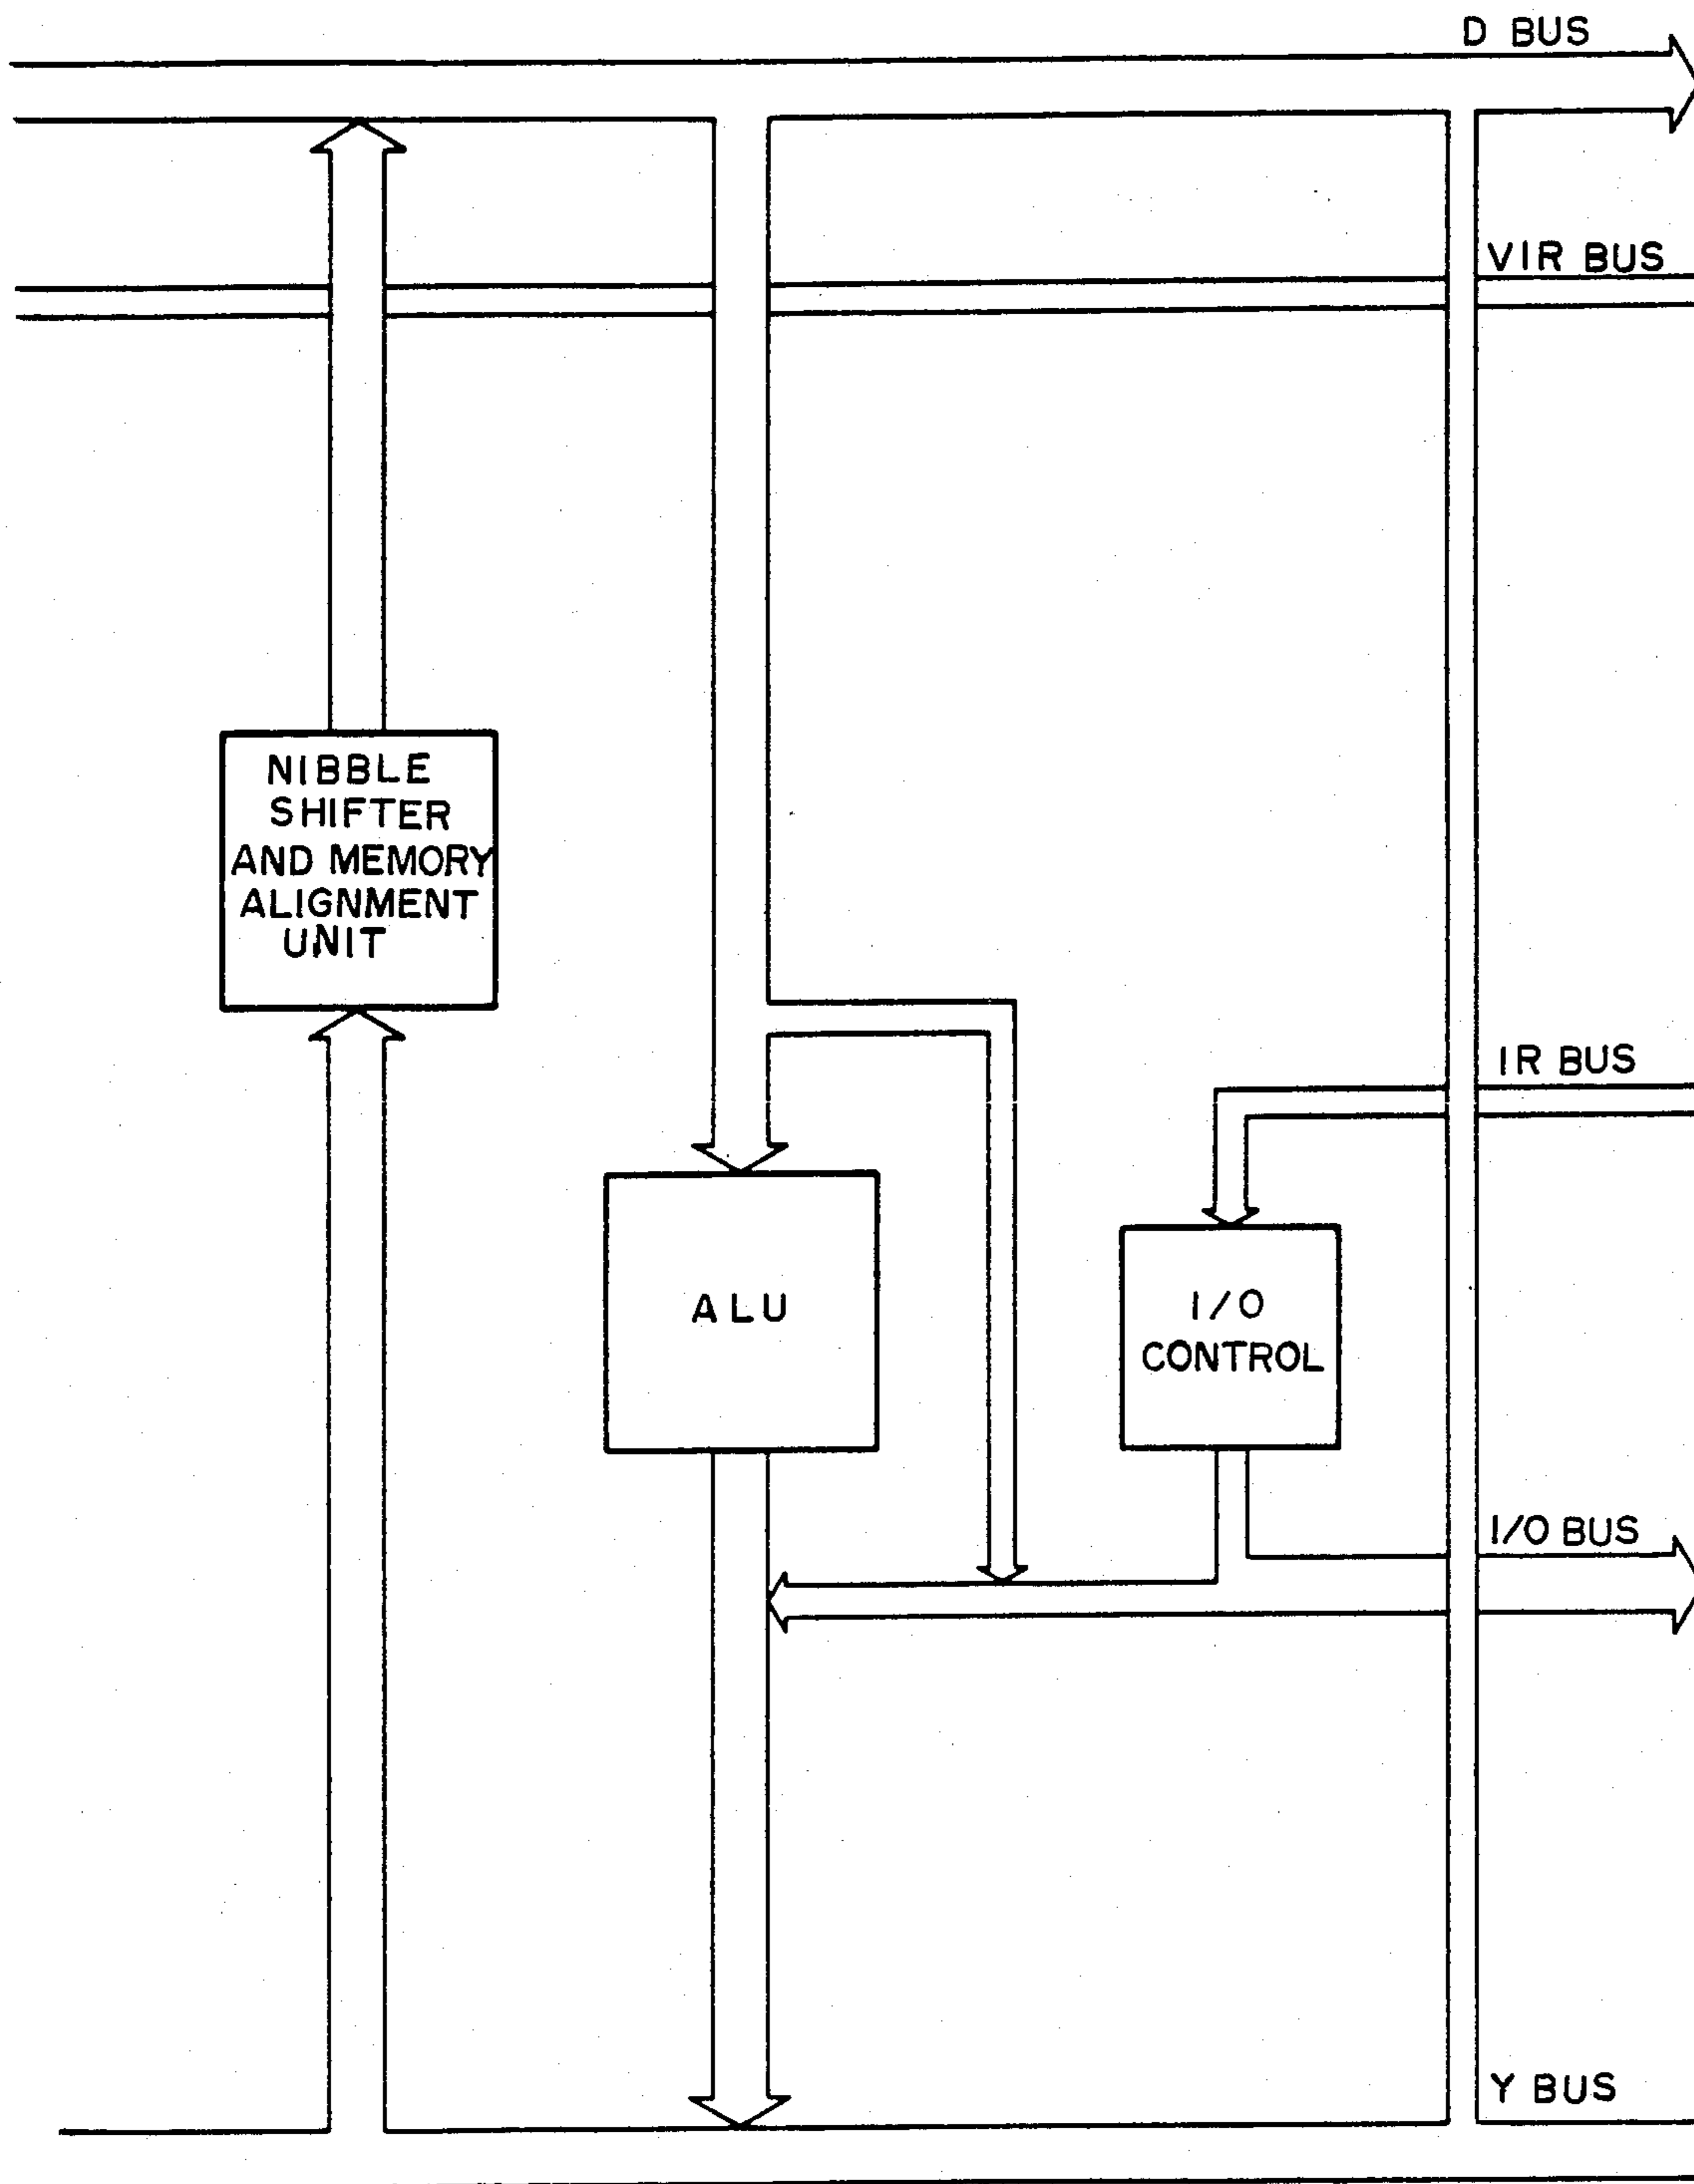 D BUS
VIR BUS
NIBBLE
SHIFTER
AND MEMORY
ALIGNMENT
UNIT
IR BUS
ALU
I/O
CONTROL
I/O BUS
Y BUS